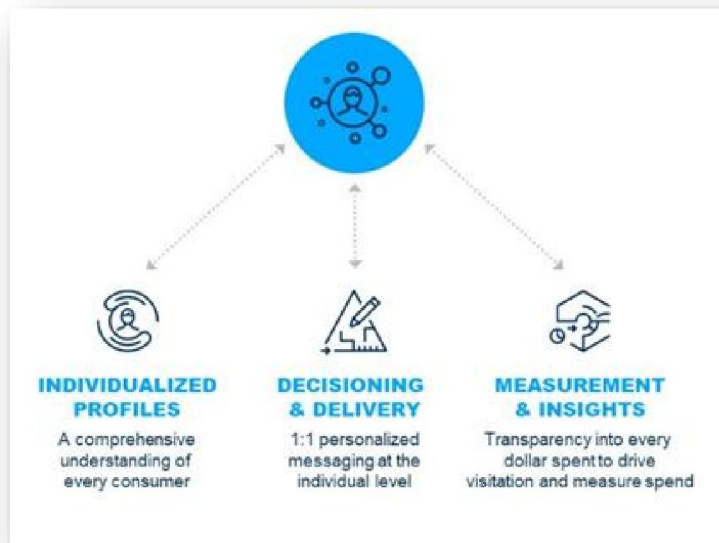 INDIVIDUALIZED
PROFILES
A comprehensive
understanding of
every consumer
DECISIONING
& DELIVERY
1:1 personalized
messaging at the
individual level
MEASUREMENT
& INSIGHTS
Transparency into every
dollar spent to drive
visitation and measure spend